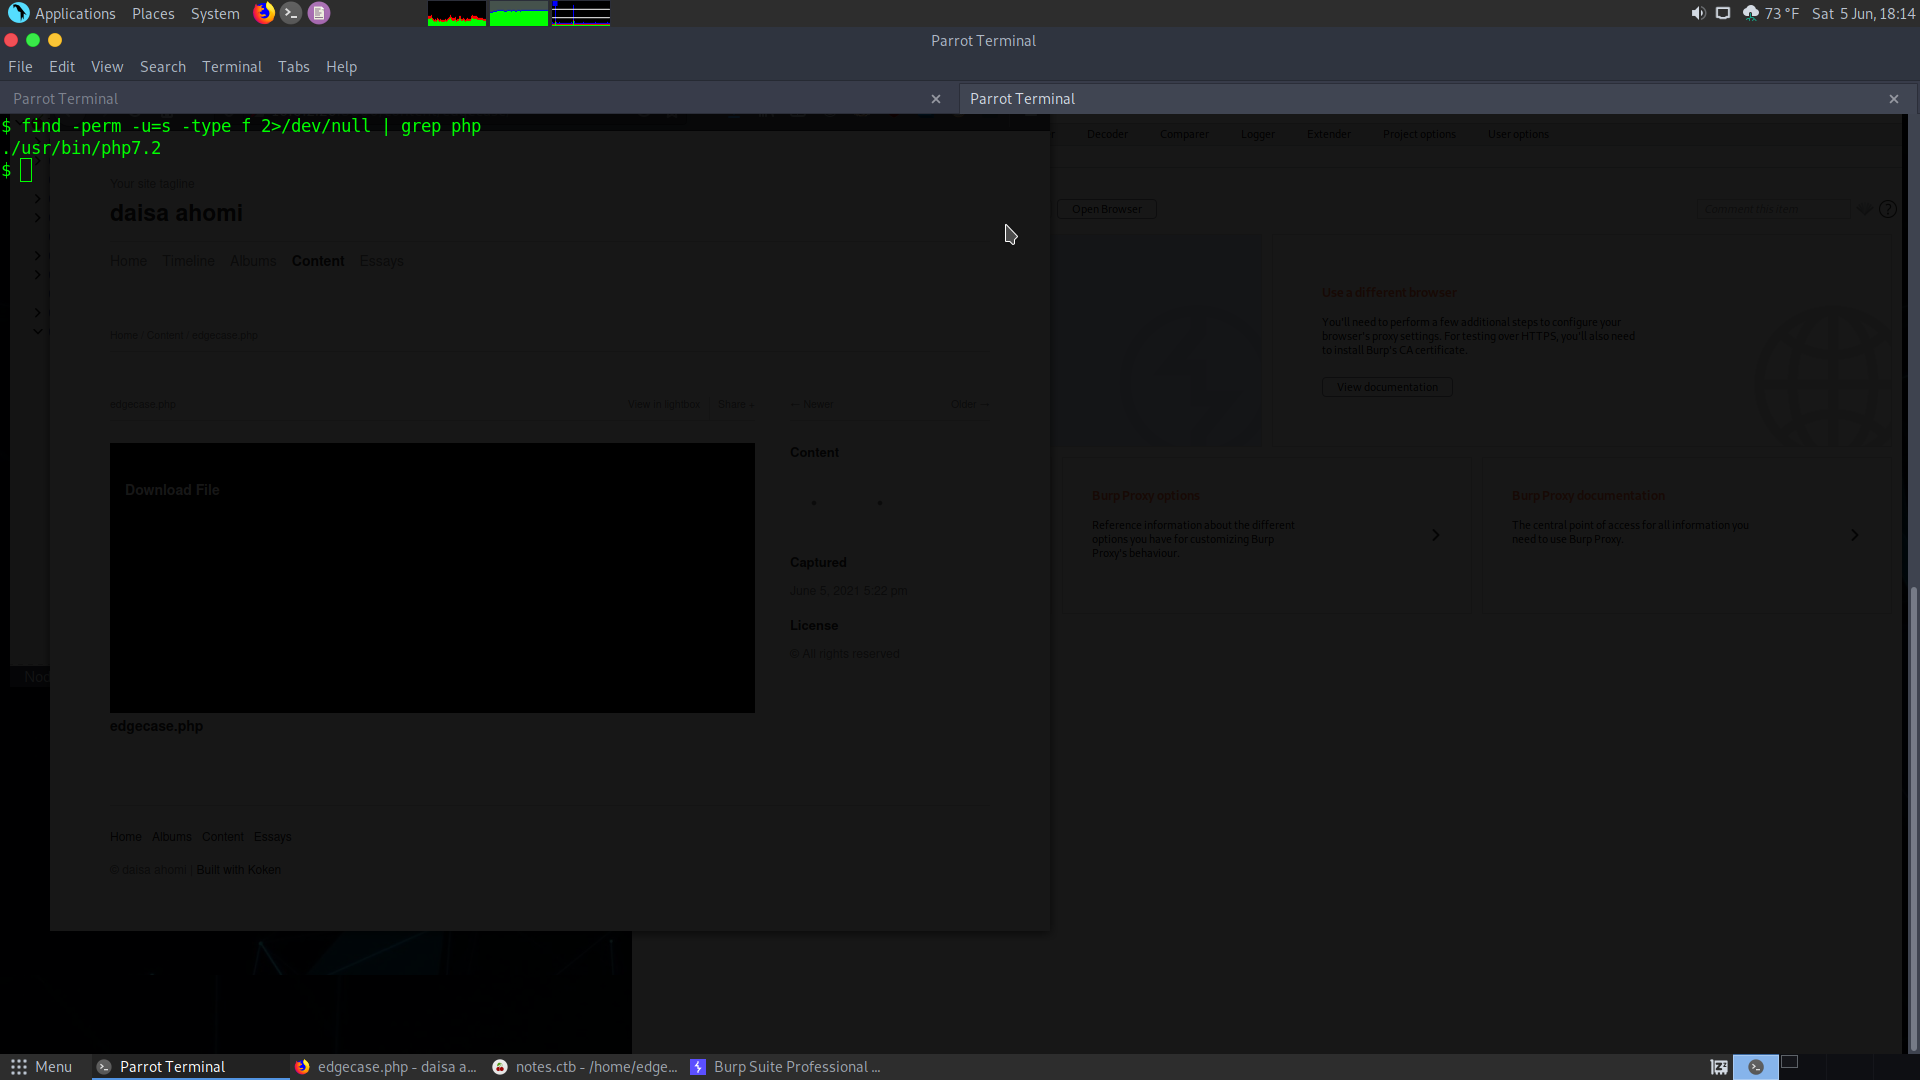 Applications Places System
73 °F Sat 5 Jun, 18:14
Parrot Terminal
File Edit View Search Terminal Tabs Help
Parrot Terminal
Parrot Terminal
$ find -perm -u=s -type f 2>/dev/null | grep php
./usr/bin/php7.2
$
Decoder Comparer Logger Extender Project options User options
Your site tagline
daisa ahomi
Open Browser
Comment this item
Home Timeline Albums Content Essays
Use a different browser
You'll need to perform a few additional steps to configure your
browser's proxy settings. For testing over HTTPS, you'll also need
to install Burp's CA certificate.
View documentation
Home / Content / edgecase.php
edgecase.php View in lightbox Share + ← Newer Older →
Content
Download File
Burp Proxy options
Reference information about the different
options you have for customizing Burp
Proxy's behaviour.
Burp Proxy documentation
The central point of access for all information you
need to use Burp Proxy.
Captured
June 5, 2021 5:22 pm
License
© All rights reserved
Nod
edgecase.php
Home Albums Content Essays
© daisa ahomi | Built with Koken
Menu Parrot Terminal edgecase.php - daisa a... notes.ctb - /home/edge... Burp Suite Professional ...